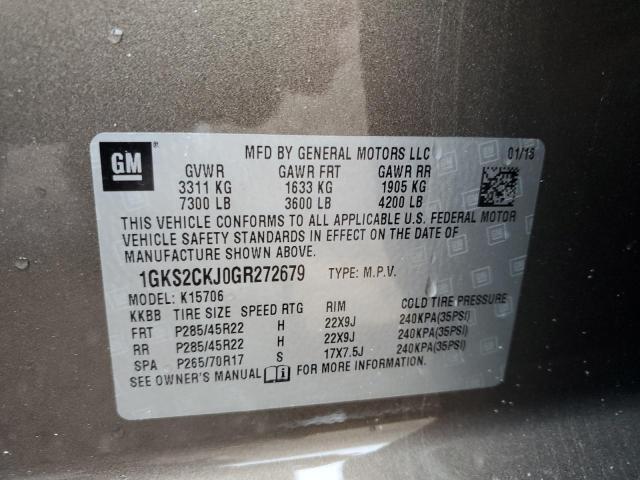 GM
MFD BY GENERAL MOTORS LLC
GVWR GAWR FRT GAWR RR
3311 KG 1633 KG 1905 KG
7300 LB 3600 LB 4200 LB
THIS VEHICLE CONFORMS TO ALL APPLICABLE U.S. FEDERAL MOTOR
VEHICLE SAFETY STANDARDS IN EFFECT ON THE DATE OF
MANUFACTURE SHOWN ABOVE.
1GKS2CKJ0GR272679 TYPE: M.P.V.
MODEL: K15706
KKBB TIRE SIZE SPEED RTG RIM COLD TIRE PRESSURE
FRT P285/45R22 H 22X9J 240KPA(35PSI)
RR P285/45R22 H 22X9J 240KPA(35PSI)
SPA P265/70R17 S 17X7.5J 240KPA(35PSI)
SEE OWNER'S MANUAL FOR MORE INFORMATION.